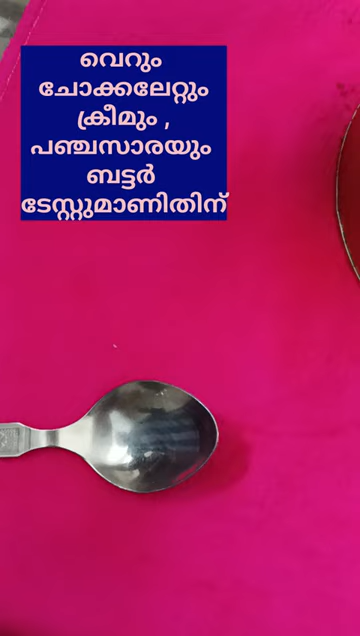 വെറും
ചോക്കലേറ്റും
ക്രീമും ,
പഞ്ചസാരയും
ബട്ടർ
ടേസ്റ്റുമാണിതിന്